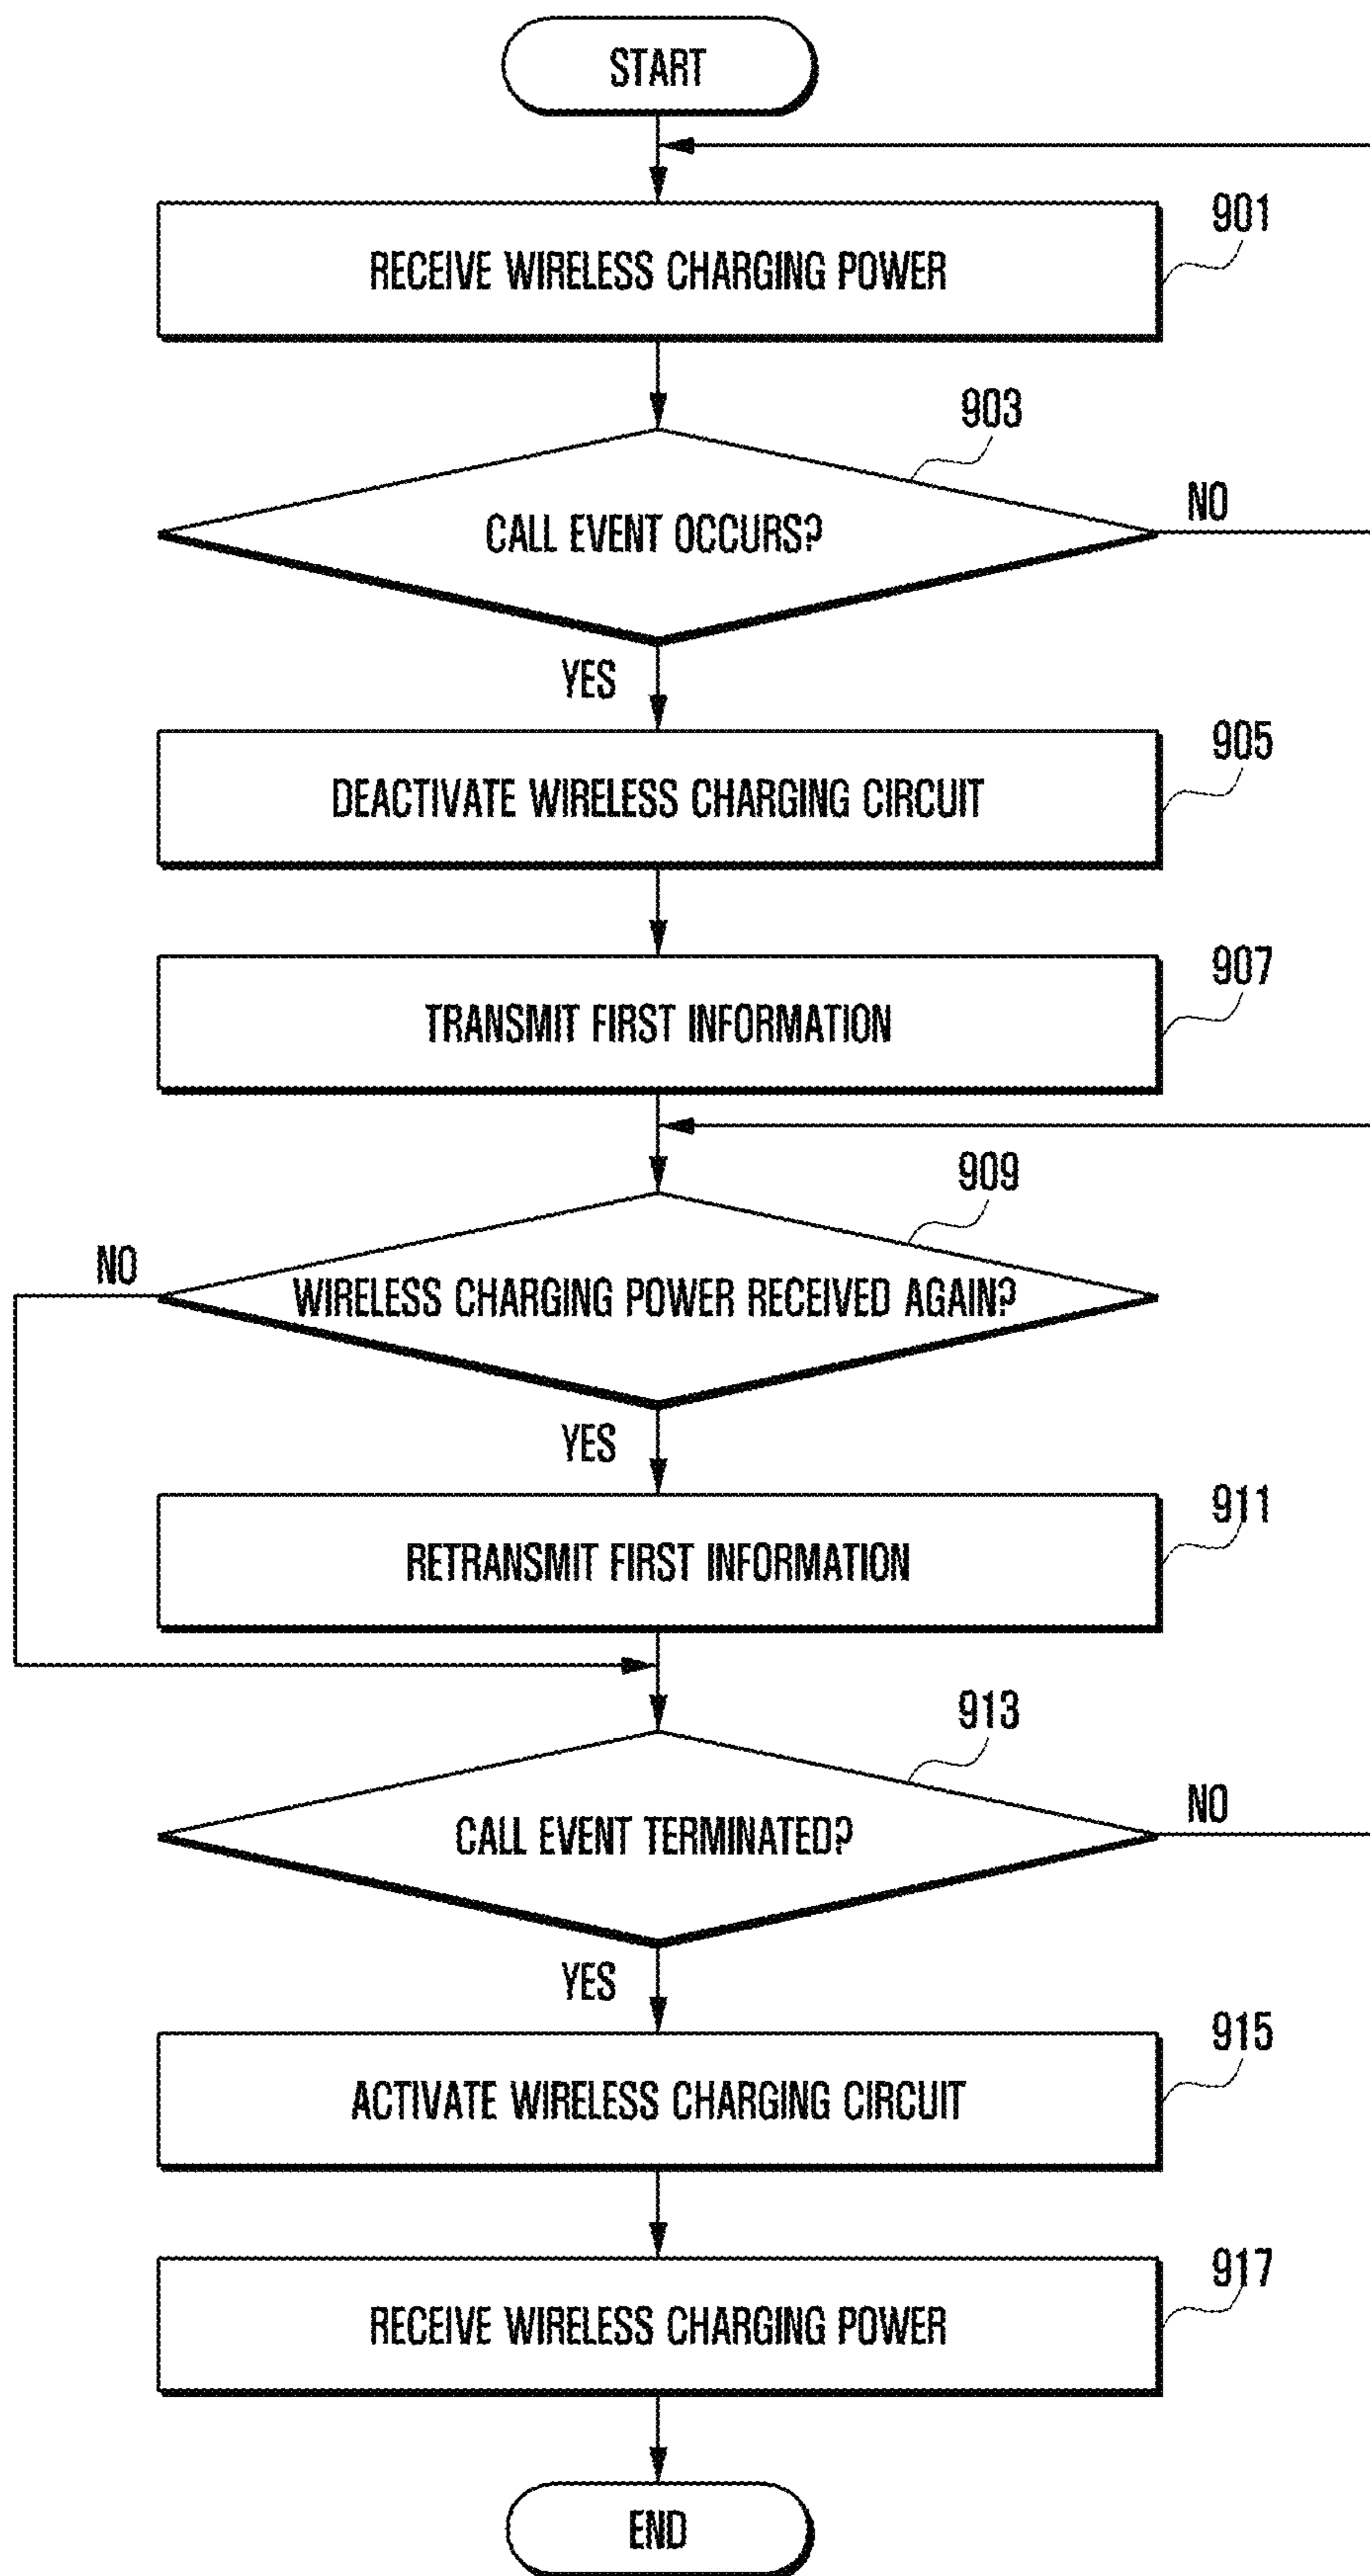 START
901
RECEIVE WIRELESS CHARGING POWER
903
CALL EVENT OCCURS?
NO
YES
905
DEACTIVATE WIRELESS CHARGING CIRCUIT
907
TRANSMIT FIRST INFORMATION
909
NO
WIRELESS CHARGING POWER RECEIVED AGAIN?
YES
911
RETRANSMIT FIRST INFORMATION
913
CALL EVENT TERMINATED?
NO
YES
915
ACTIVATE WIRELESS CHARGING CIRCUIT
917
RECEIVE WIRELESS CHARGING POWER
END